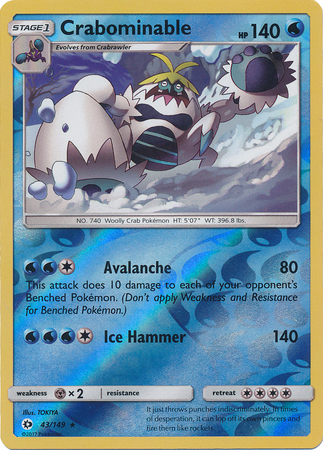 STAGE 1
Crabominable
HP 140
Evolves from Crabrawler
NO. 740 Woolly Crab Pokémon HT: 5'07" WT: 396.8 lbs.
Avalanche 80
This attack does 10 damage to each of your opponent's
Benched Pokémon. (Don't apply Weakness and Resistance
for Benched Pokémon.)
Ice Hammer 140
weakness × 2 resistance retreat
Illus. TOKIYA
43/149 ★
©2017 Pokémon
It just throws punches indiscriminately. In times of
desperation, it can lop off its own pincers and
fire them like rockets.